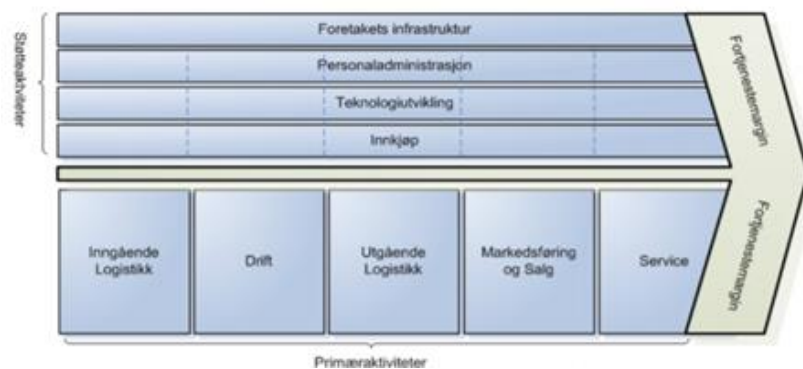 Støtteaktiviteter
Foretakets infrastruktur
Personaladministrasjon
Teknologiutvikling
Innkjøp
Fortjenestemargin
Inngående
Logistikk
Drift
Utgående
Logistikk
Markedsføring
og Salg
Service
Fortjenestemargin
Primæraktiviteter